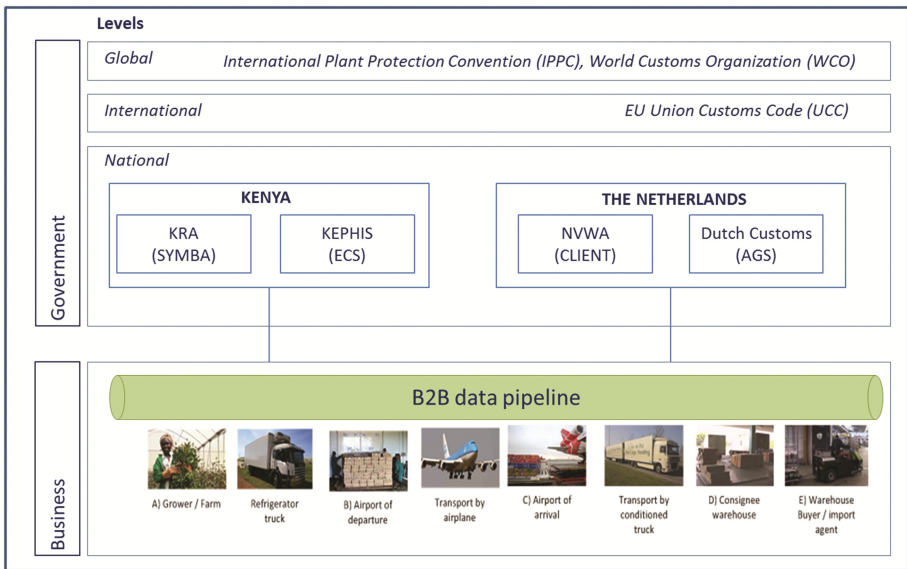 Levels
Global
International Plant Protection Convention (IPPC), World Customs Organization (WCO)
International
EU Union Customs Code (UCC)
National
KENYA
KRA
(SYMBA)
KEPHIS
(ECS)
THE NETHERLANDS
NVWA
(CLIENT)
Dutch Customs
(AGS)
Government
Business
B2B data pipeline
A) Grower / Farm
Refrigerator
truck
B) Airport of
departure
Transport by
airplane
C) Airport of
arrival
Transport by
conditioned
truck
D) Consignee
warehouse
E) Warehouse
Buyer / import
agent